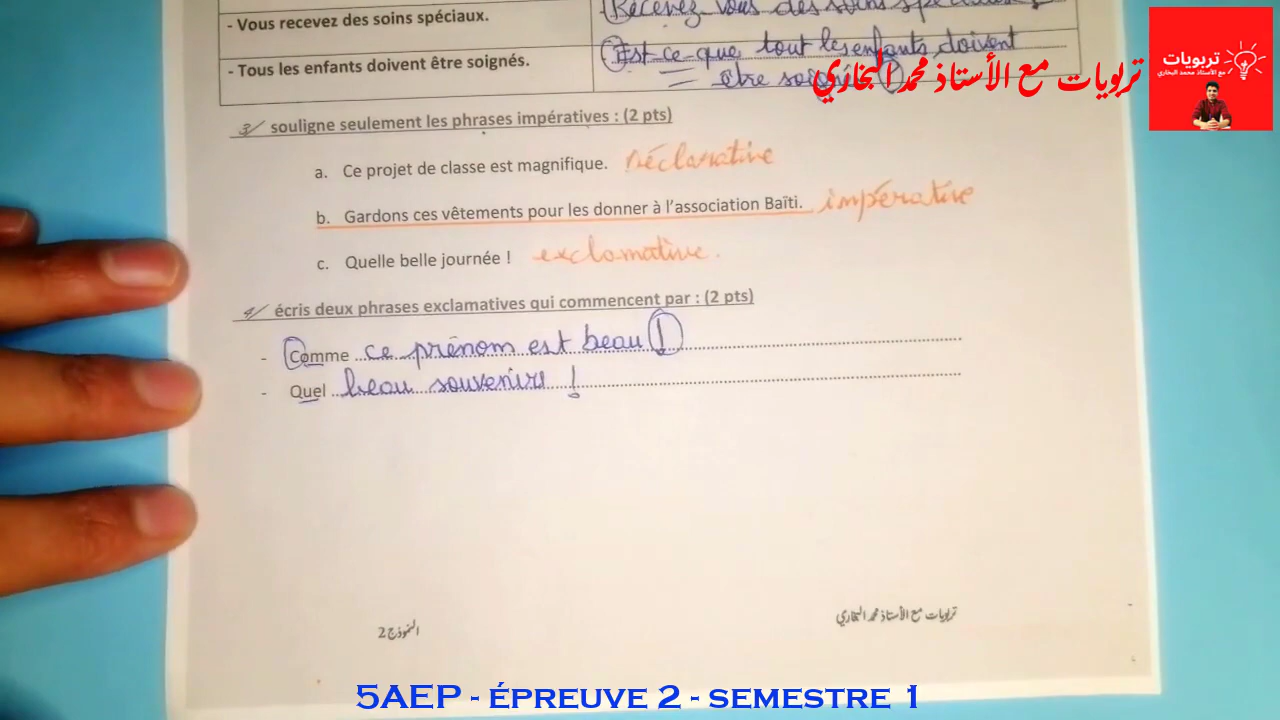 - Vous recevez des soins spéciaux.
Recevez-vous des soins spéciaux ?
- Tous les enfants doivent être soignés.
Est-ce-que tout les enfants doivent
être
تربويات مع الأستاذ محمد البخاري
تربويات
مع الأستاذ محمد البخاري
3/ souligne seulement les phrases impératives : (2 pts)
a. Ce projet de classe est magnifique. déclarative
b. Gardons ces vêtements pour les donner à l'association Baïti. impérative
c. Quelle belle journée ! exclamative.
4/ écris deux phrases exclamatives qui commencent par : (2 pts)
- Comme ce prénom est beau !
- Quel beau souvenirs !
تربويات مع الأستاذ محمد البخاري
النموذج 2
5AEP - épreuve 2 - semestre 1